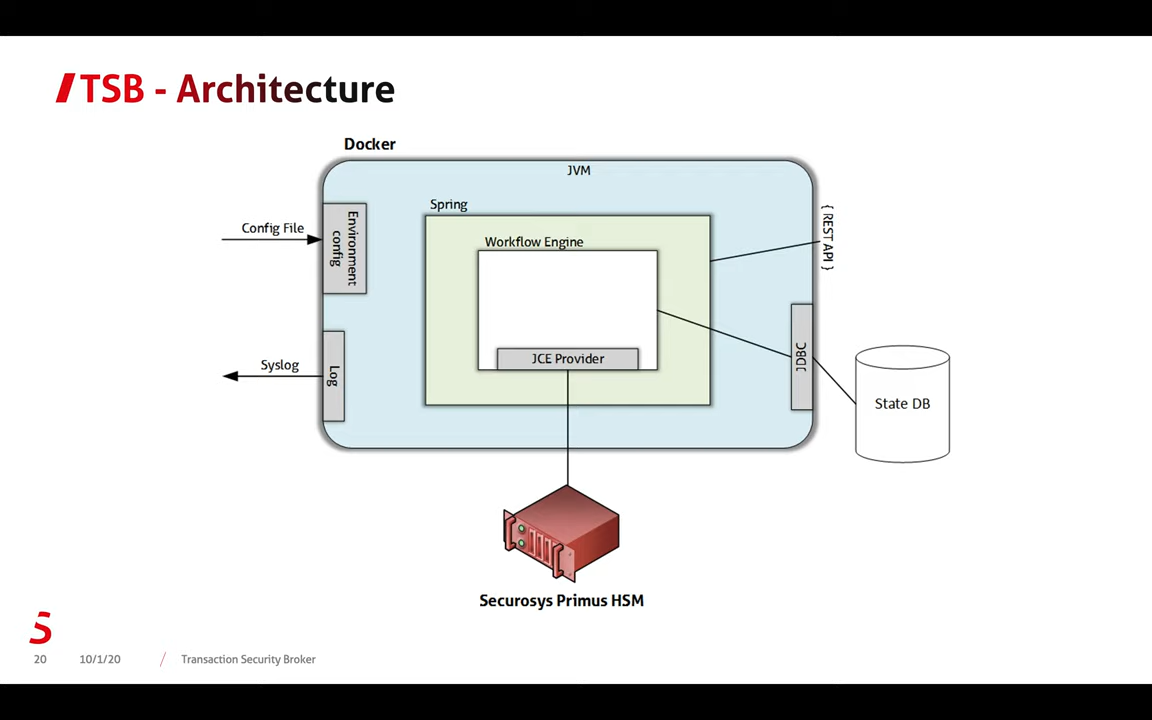 TSB - Architecture
Docker
JVM
Spring
Workflow Engine
JCE Provider
Config File
Environment
config
Syslog
Log
{ REST API }
JDBC
State DB
Securosys Primus HSM
20 10/1/20 Transaction Security Broker